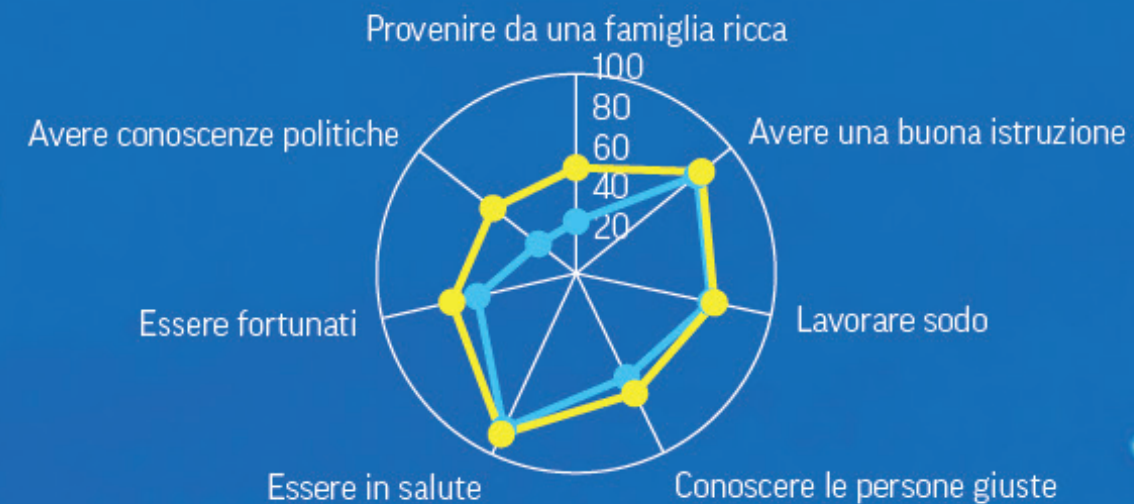 Provenire da una famiglia ricca
100
80
60
40
20
Avere conoscenze politiche
Avere una buona istruzione
Essere fortunati
Lavorare sodo
Essere in salute
Conoscere le persone giuste